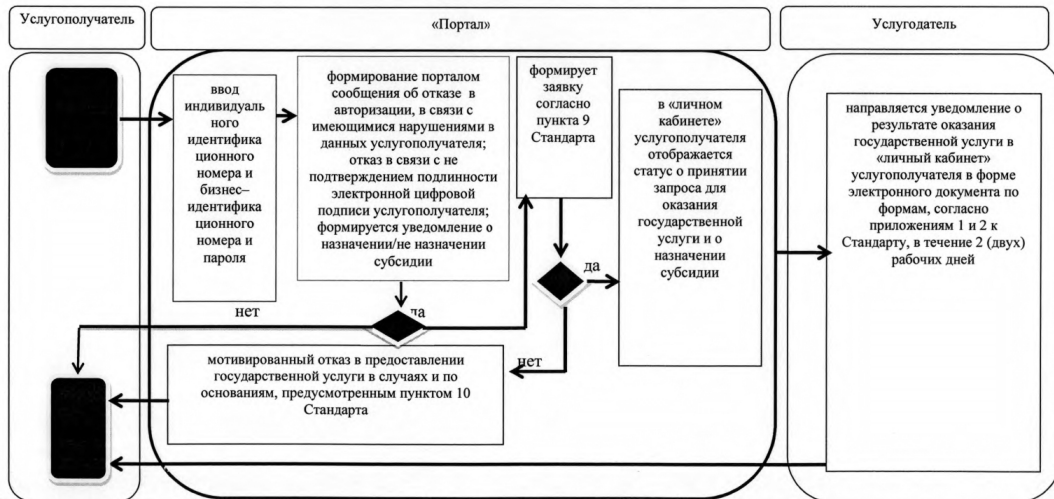 Услугополучатель
«Портал»
Услугодатель
ввод
индивидуаль
ного
идентифика
ционного
номера и
бизнес–
идентифика
ционного
номера и
пароля
формирование порталом
сообщения об отказе в
авторизации, в связи с
имеющимися нарушениями в
данных услугополучателя;
отказ в связи с не
подтверждением подлинности
электронной цифровой
подписи услугополучателя;
формируется уведомление о
назначении/не назначении
субсидии
формирует
заявку
согласно
пункта 9
Стандарта
в «личном
кабинете»
услугополучателя
отображается
статус о принятии
запроса для
оказания
государственной
услуги и о
назначении
субсидии
направляется уведомление о
результате оказания
государственной услуги в
«личный кабинет»
услугополучателя в форме
электронного документа по
формам, согласно
приложениям 1 и 2 к
Стандарту, в течение 2 (двух)
рабочих дней
да
нет
да
нет
мотивированный отказ в предоставлении
государственной услуги в случаях и по
основаниям, предусмотренным пунктом 10
Стандарта